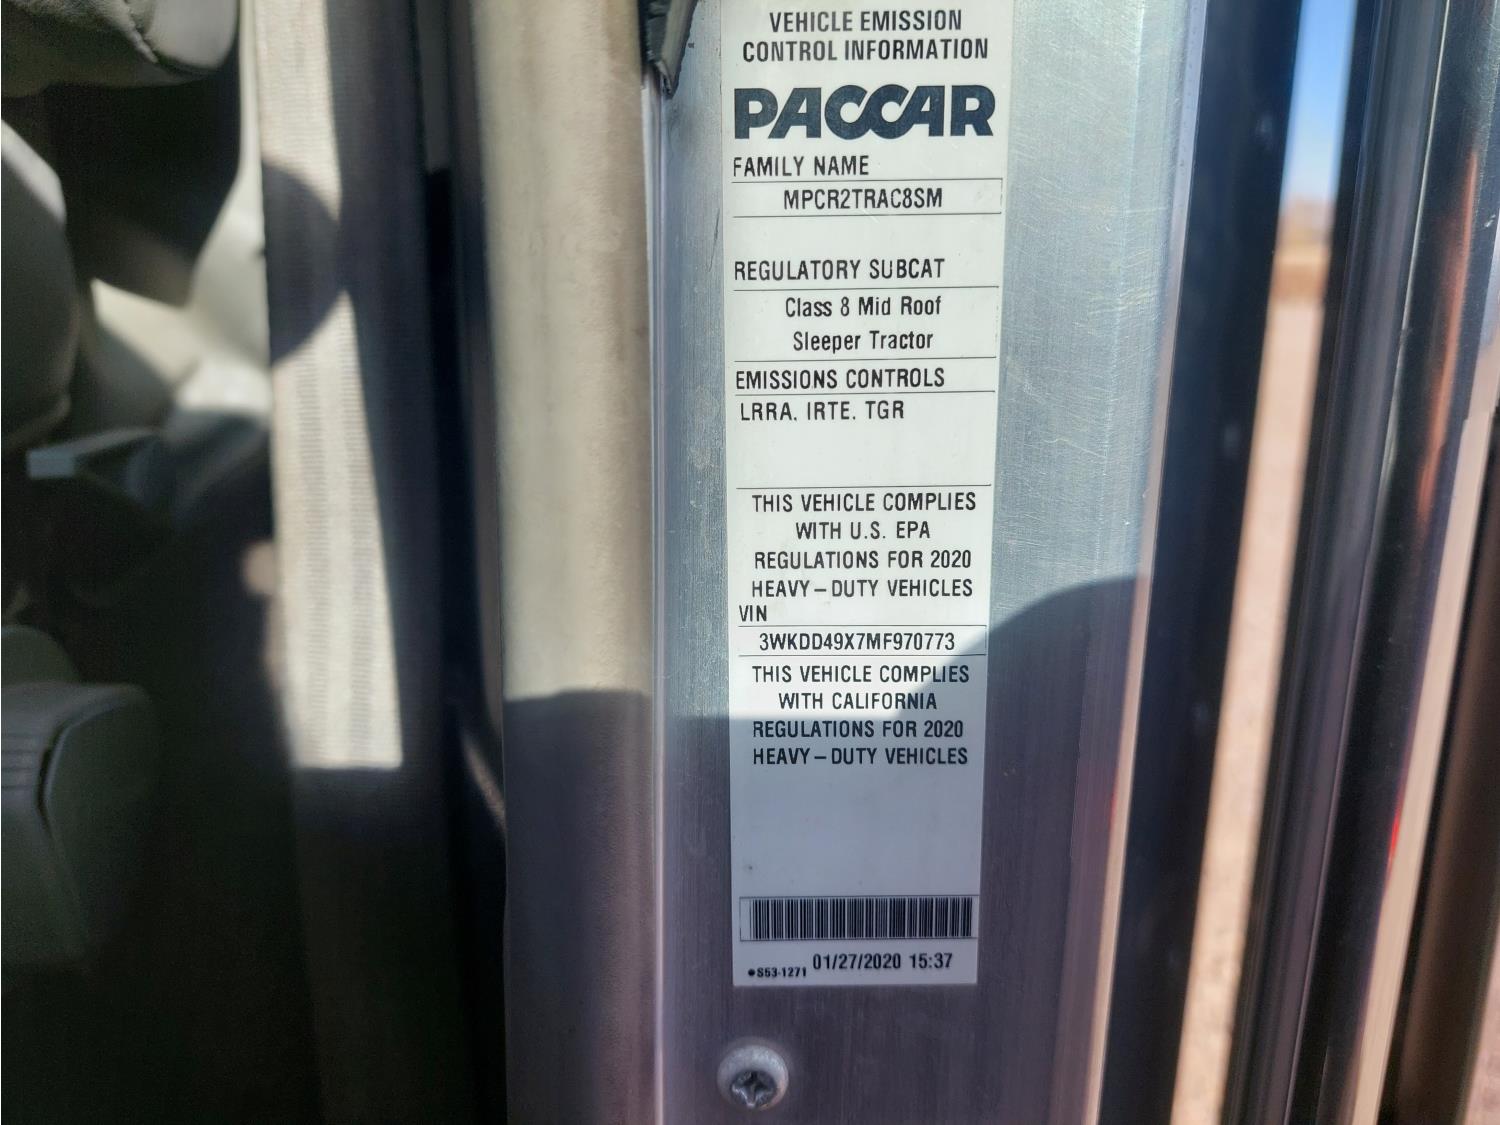 VEHICLE EMISSION
CONTROL INFORMATION
PACCAR
FAMILY NAME
MPCR2TRAC8SM
REGULATORY SUBCAT
Class 8 Mid Roof
Sleeper Tractor
EMISSIONS CONTROLS
LRRA. IRTE. TGR
THIS VEHICLE COMPLIES
WITH U.S. EPA
REGULATIONS FOR 2020
HEAVY–DUTY VEHICLES
VIN
3WKDD49X7MF970773
THIS VEHICLE COMPLIES
WITH CALIFORNIA
REGULATIONS FOR 2020
HEAVY–DUTY VEHICLES
●S53-1271 01/27/2020 15:37